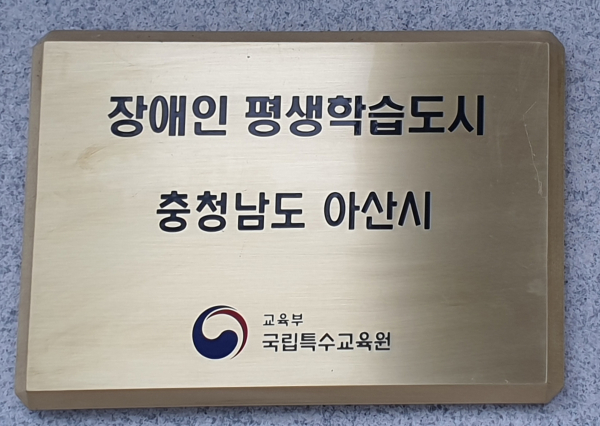 장애인 평생학습도시
충청남도 아산시
교육부
국립특수교육원